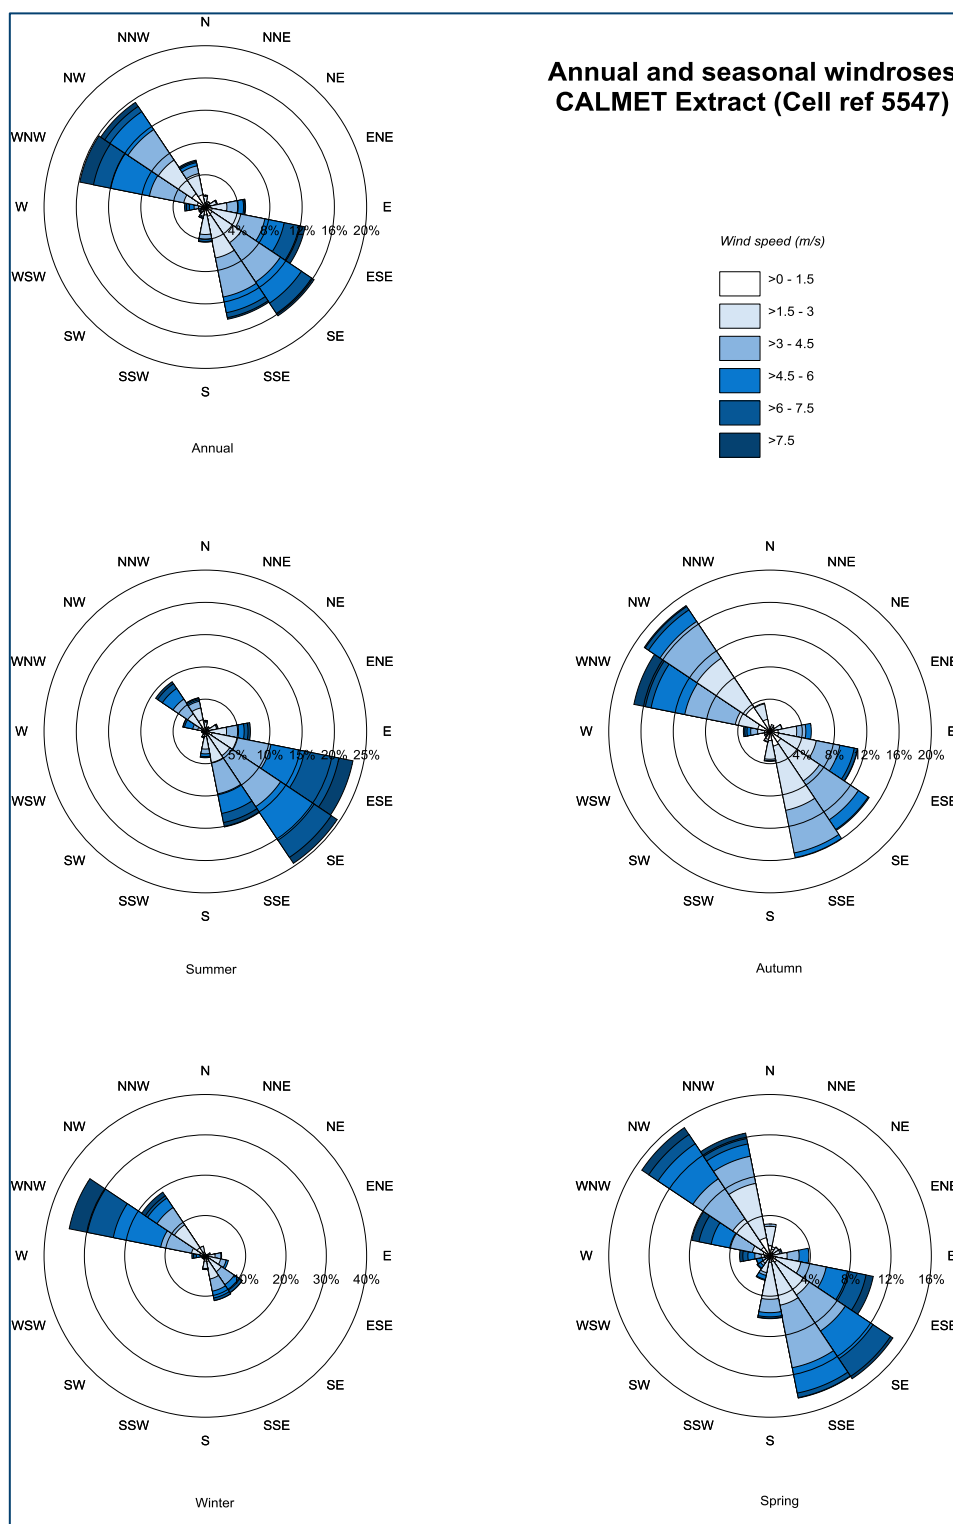 Annual and seasonal windroses
CALMET Extract (Cell ref 5547)
N
NNW NNE
NW NE
WNW ENE
W E
4% 8% 12% 16% 20%
WSW ESE
SW SE
SSW SSE
S
Annual
Wind speed (m/s)
>0 - 1.5
>1.5 - 3
>3 - 4.5
>4.5 - 6
>6 - 7.5
>7.5
N
NNW NNE
NW NE
WNW ENE
W E
5% 10% 15% 20% 25%
WSW ESE
SW SE
SSW SSE
S
Summer
N
NNW NNE
NW NE
WNW ENE
W E
4% 8% 12% 16% 20%
WSW ESE
SW SE
SSW SSE
S
Autumn
N
NNW NNE
NW NE
WNW ENE
W E
10% 20% 30% 40%
WSW ESE
SW SE
SSW SSE
S
Winter
N
NNW NNE
NW NE
WNW ENE
W E
4% 8% 12% 16%
WSW ESE
SW SE
SSW SSE
S
Spring